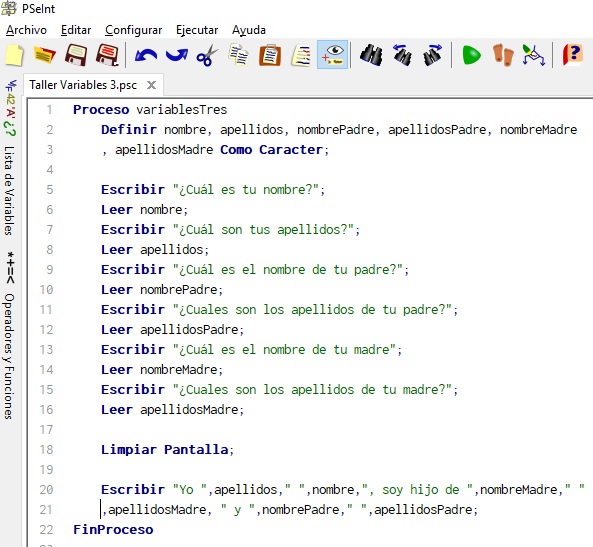 PSeInt
Archivo Editar Configurar Ejecutar Ayuda
Taller Variables 3.psc
Lista de Variables
*+=< Operadores y Funciones
1 Proceso variablesTres
2 Definir nombre, apellidos, nombrePadre, apellidosPadre, nombreMadre
3 , apellidosMadre Como Caracter;
4
5 Escribir "¿Cuál es tu nombre?";
6 Leer nombre;
7 Escribir "¿Cuál son tus apellidos?";
8 Leer apellidos;
9 Escribir "¿Cuál es el nombre de tu padre?";
10 Leer nombrePadre;
11 Escribir "¿Cuales son los apellidos de tu padre?";
12 Leer apellidosPadre;
13 Escribir "¿Cuál es el nombre de tu madre";
14 Leer nombreMadre;
15 Escribir "¿Cuales son los apellidos de tu madre?";
16 Leer apellidosMadre;
17
18 Limpiar Pantalla;
19
20 Escribir "Yo ",apellidos," ",nombre,", soy hijo de ",nombreMadre," "
21 ,apellidosMadre, " y ",nombrePadre," ",apellidosPadre;
22 FinProceso